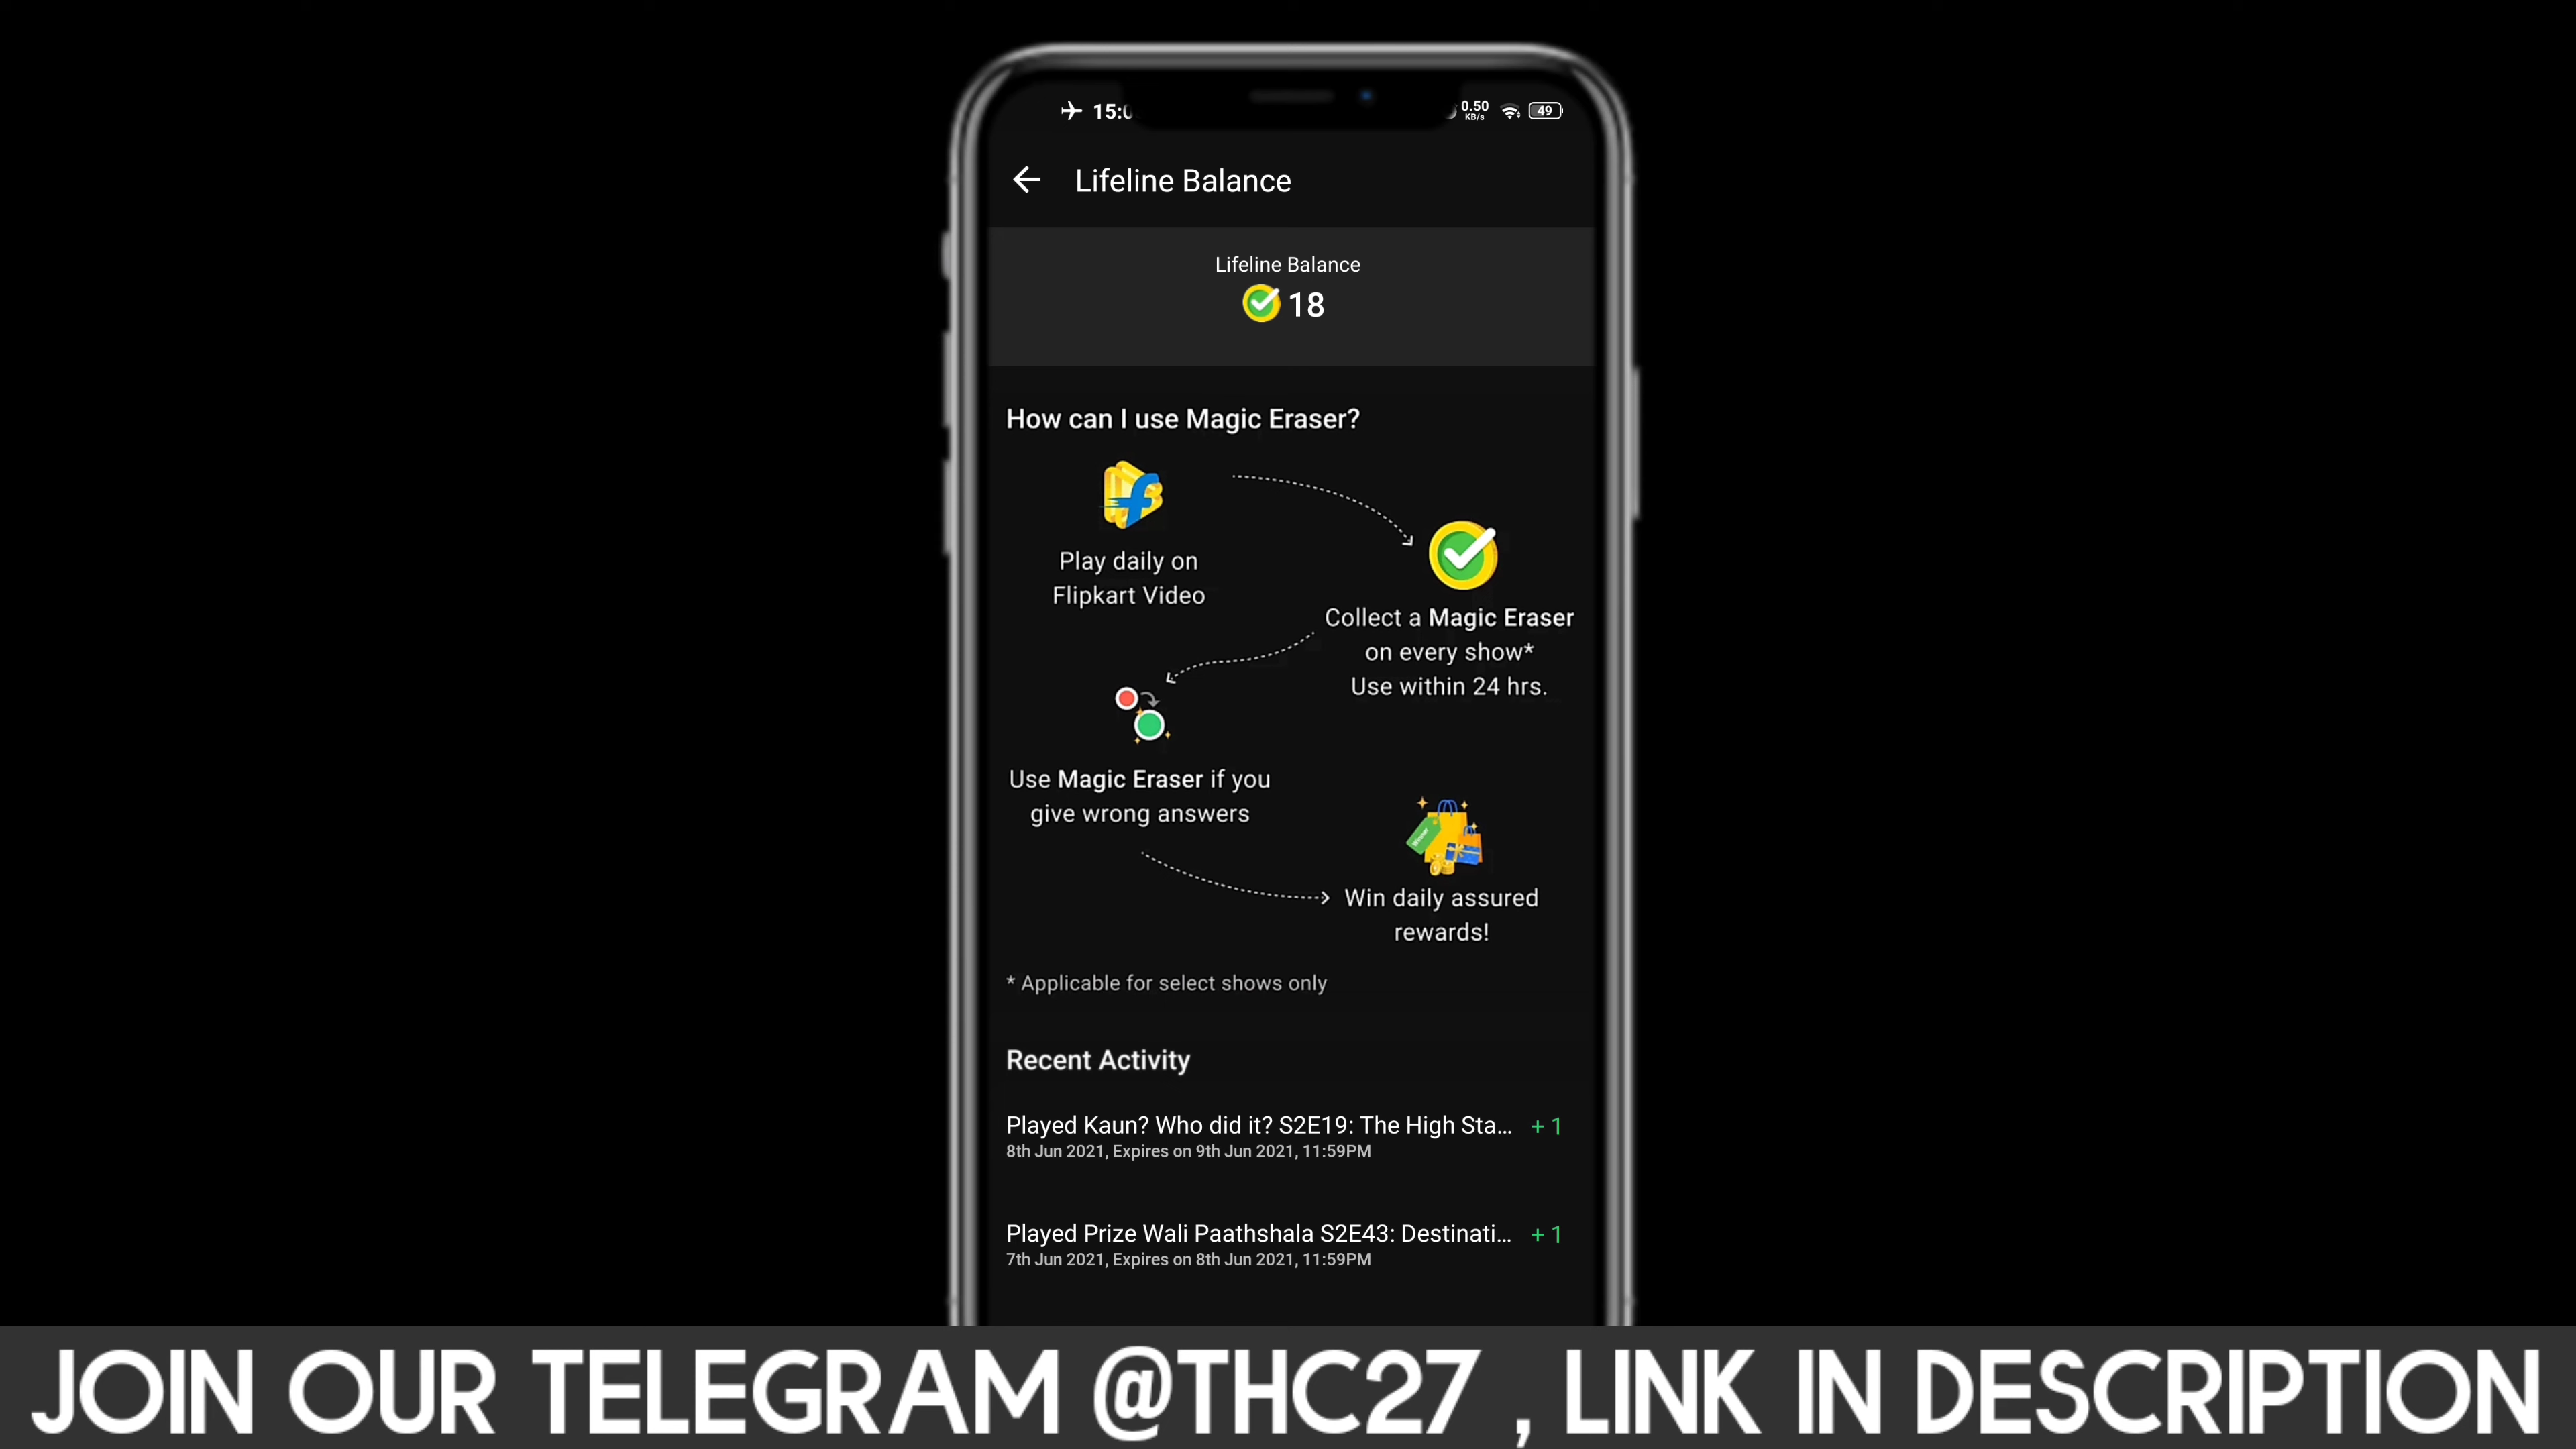 15:0
0.50
KB/s
49
Lifeline Balance
Lifeline Balance
18
How can I use Magic Eraser?
Play daily on
Flipkart Video
Collect a Magic Eraser
on every show*
Use within 24 hrs.
Use Magic Eraser if you
give wrong answers
Win daily assured
rewards!
* Applicable for select shows only
Recent Activity
Played Kaun? Who did it? S2E19: The High Sta... + 1
8th Jun 2021, Expires on 9th Jun 2021, 11:59PM
Played Prize Wali Paathshala S2E43: Destinati... + 1
7th Jun 2021, Expires on 8th Jun 2021, 11:59PM
JOIN OUR TELEGRAM @THC27 , LINK IN DESCRIPTION